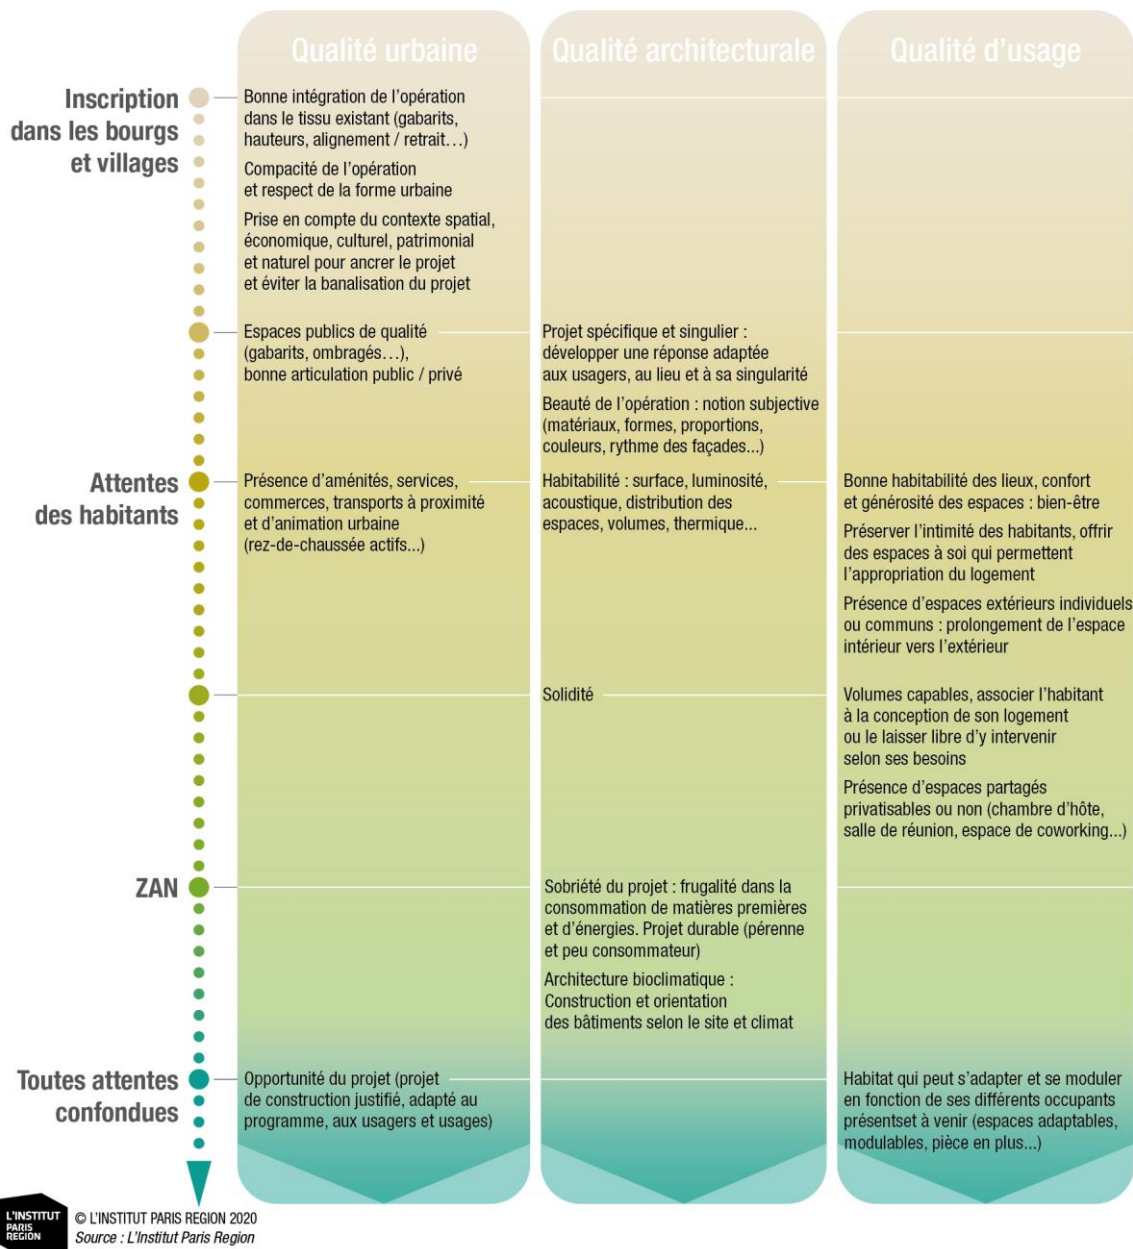 Qualité urbaine
Qualité architecturale
Qualité d'usage
Inscription
dans les bourgs
et villages
Bonne intégration de l'opération
dans le tissu existant (gabarits,
hauteurs, alignement / retrait…)
Compacité de l'opération
et respect de la forme urbaine
Prise en compte du contexte spatial,
économique, culturel, patrimonial
et naturel pour ancrer le projet
et éviter la banalisation du projet
Espaces publics de qualité
(gabarits, ombragés…),
bonne articulation public / privé
Projet spécifique et singulier :
développer une réponse adaptée
aux usagers, au lieu et à sa singularité
Beauté de l'opération : notion subjective
(matériaux, formes, proportions,
couleurs, rythme des façades...)
Attentes
des habitants
Présence d'aménités, services,
commerces, transports à proximité
et d'animation urbaine
(rez-de-chaussée actifs...)
Habitabilité : surface, luminosité,
acoustique, distribution des
espaces, volumes, thermique...
Bonne habitabilité des lieux, confort
et générosité des espaces : bien-être
Préserver l'intimité des habitants, offrir
des espaces à soi qui permettent
l'appropriation du logement
Présence d'espaces extérieurs individuels
ou communs : prolongement de l'espace
intérieur vers l'extérieur
Solidité
Volumes capables, associer l'habitant
à la conception de son logement
ou le laisser libre d'y intervenir
selon ses besoins
Présence d'espaces partagés
privatisables ou non (chambre d'hôte,
salle de réunion, espace de coworking...)
ZAN
Sobriété du projet : frugalité dans la
consommation de matières premières
et d'énergies. Projet durable (pérenne
et peu consommateur)
Architecture bioclimatique :
Construction et orientation
des bâtiments selon le site et climat
Toutes attentes
confondues
Opportunité du projet (projet
de construction justifié, adapté au
programme, aux usagers et usages)
Habitat qui peut s'adapter et se moduler
en fonction de ses différents occupants
présentset à venir (espaces adaptables,
modulables, pièce en plus...)
L'INSTITUT
PARIS
REGION
© L'INSTITUT PARIS REGION 2020
Source : L'Institut Paris Region